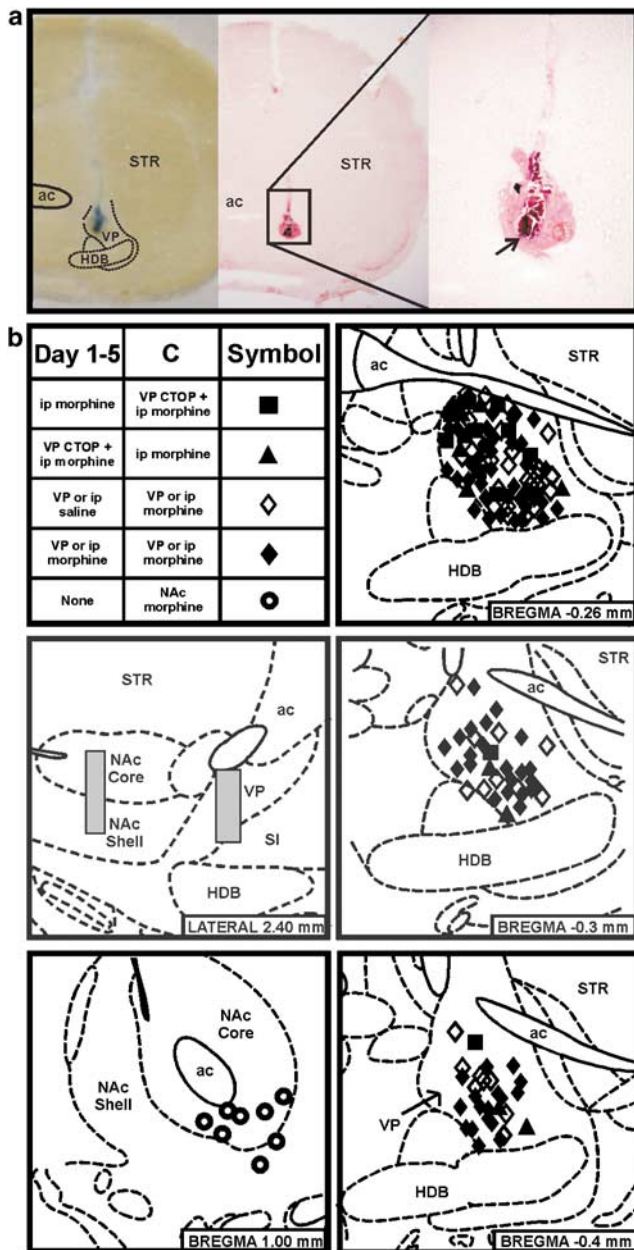 a
STR
ac
VP
HDB
STR
ac
b
Day 1-5 C Symbol
ip morphine
VP CTOP +
ip morphine
VP CTOP +
ip morphine
ip morphine
VP or ip
saline
VP or ip
morphine
VP or ip
morphine
VP or ip
morphine
None
NAc
morphine
ac
STR
HDB
BREGMA -0.26 mm
STR
ac
NAc
Core
VP
NAc
Shell
SI
HDB
LATERAL 2.40 mm
STR
ac
HDB
BREGMA -0.3 mm
NAc
Core
ac
NAc
Shell
BREGMA 1.00 mm
STR
ac
VP
HDB
BREGMA -0.4 mm